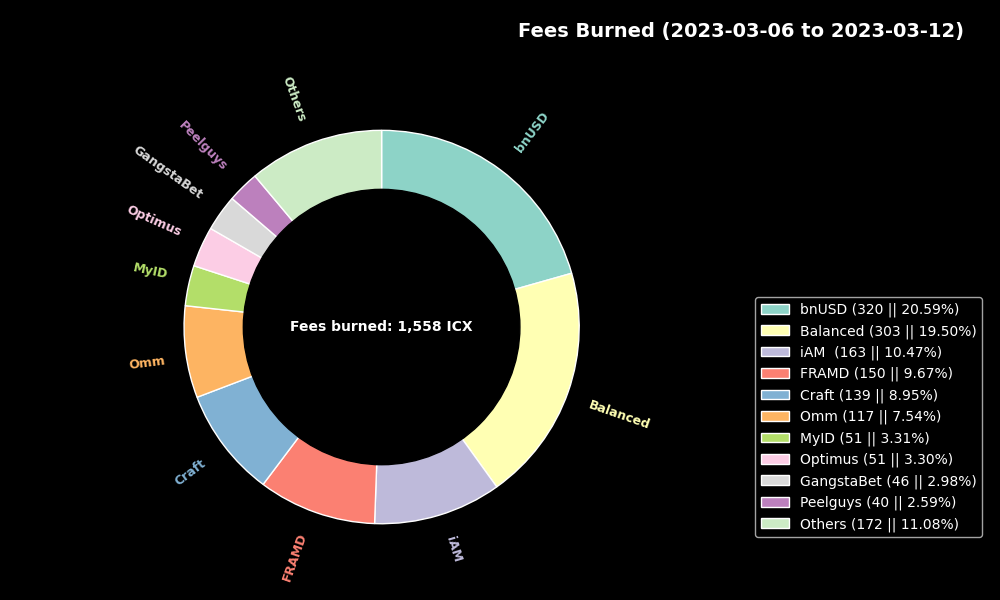 Fees Burned (2023-03-06 to 2023-03-12)
Others
bnUSD
Peelguys
GangstaBet
Optimus
MyID
Omm
Craft
FRAMD
iAM
Balanced
Fees burned: 1,558 ICX
bnUSD (320 || 20.59%)
Balanced (303 || 19.50%)
iAM  (163 || 10.47%)
FRAMD (150 || 9.67%)
Craft (139 || 8.95%)
Omm (117 || 7.54%)
MyID (51 || 3.31%)
Optimus (51 || 3.30%)
GangstaBet (46 || 2.98%)
Peelguys (40 || 2.59%)
Others (172 || 11.08%)